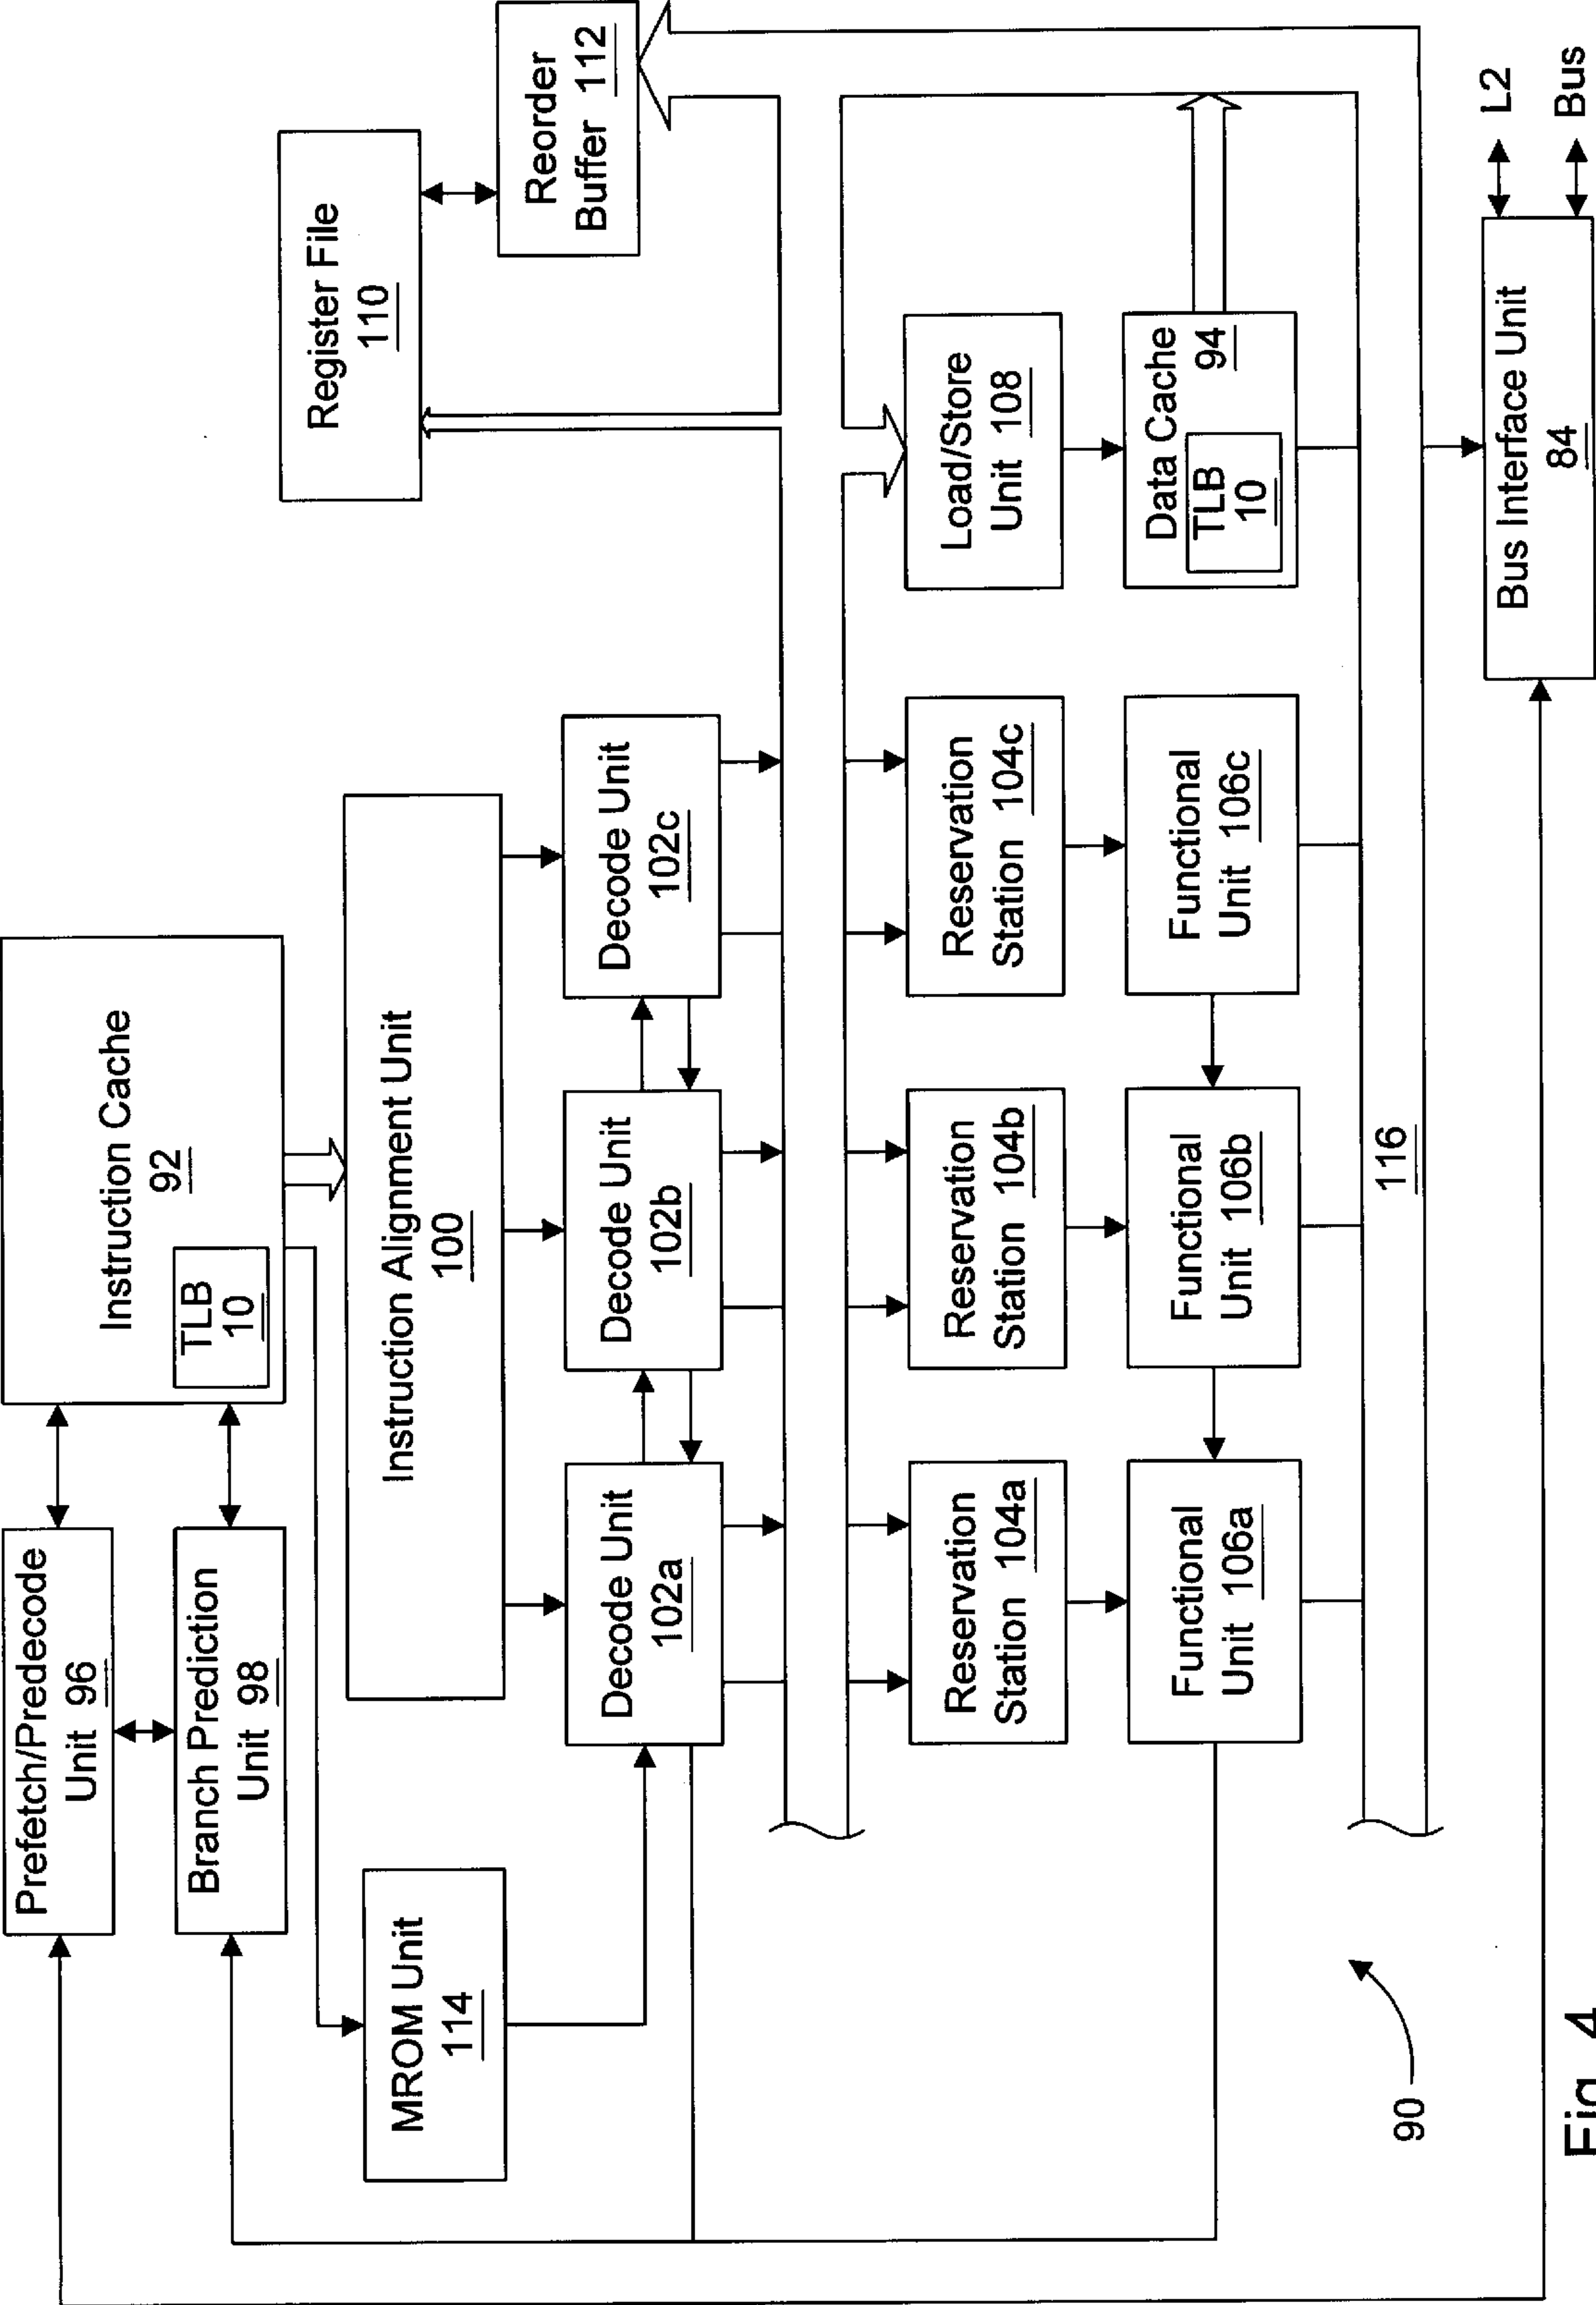 Prefetch/Predecode
Unit 96
Branch Prediction
Unit 98
Instruction Cache
92
TLB
10
Register File
110
Reorder
Buffer 112
MROM Unit
114
Instruction Alignment Unit
100
Decode Unit
102a
Decode Unit
102b
Decode Unit
102c
Reservation
Station 104a
Reservation
Station 104b
Reservation
Station 104c
Load/Store
Unit 108
Functional
Unit 106a
Functional
Unit 106b
Functional
Unit 106c
Data Cache
94
TLB
10
116
90
Bus Interface Unit
84
L2
Bus
Fig. 4